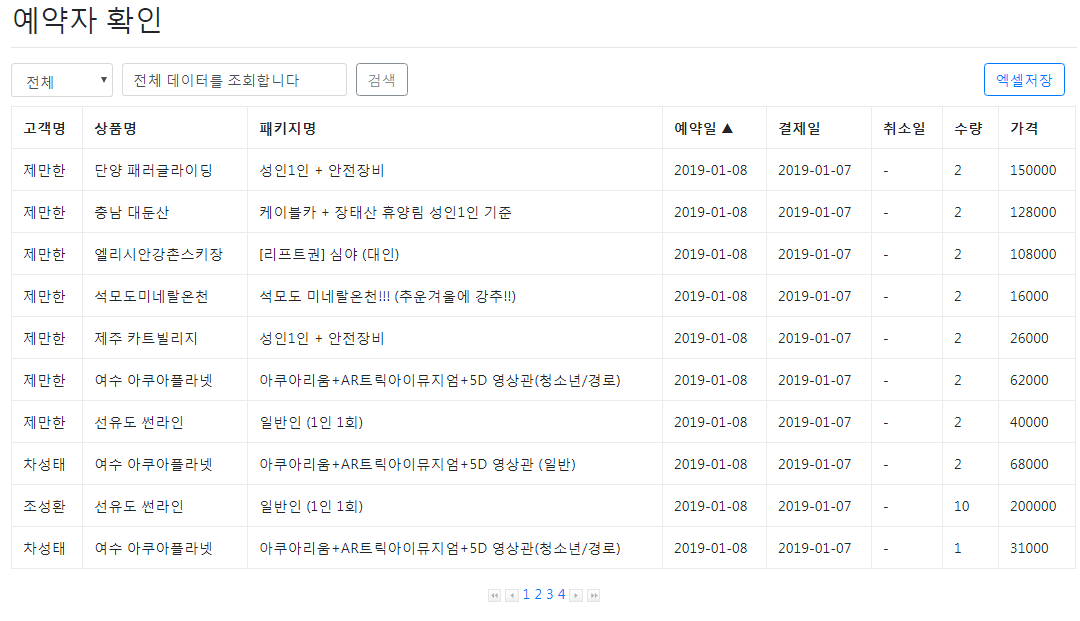 예약자 확인
전체 전체 데이터를 조회합니다 검색 엑셀저장
고객명 상품명 패키지명 예약일 ▲ 결제일 취소일 수량 가격
제만한 단양 패러글라이딩 성인1인 + 안전장비 2019-01-08 2019-01-07 - 2 150000
제만한 충남 대둔산 케이블카 + 장태산 휴양림 성인1인 기준 2019-01-08 2019-01-07 - 2 128000
제만한 엘리시안강촌스키장 [리프트권] 심야 (대인) 2019-01-08 2019-01-07 - 2 108000
제만한 석모도미네랄온천 석모도 미네랄온천!!! (추운겨울에 강추!!) 2019-01-08 2019-01-07 - 2 16000
제만한 제주 카트빌리지 성인1인 + 안전장비 2019-01-08 2019-01-07 - 2 26000
제만한 여수 아쿠아플라넷 아쿠아리움+AR트릭아이뮤지엄+5D 영상관(청소년/경로) 2019-01-08 2019-01-07 - 2 62000
제만한 선유도 썬라인 일반인 (1인 1회) 2019-01-08 2019-01-07 - 2 40000
차성태 여수 아쿠아플라넷 아쿠아리움+AR트릭아이뮤지엄+5D 영상관 (일반) 2019-01-08 2019-01-07 - 2 68000
조성환 선유도 썬라인 일반인 (1인 1회) 2019-01-08 2019-01-07 - 10 200000
차성태 여수 아쿠아플라넷 아쿠아리움+AR트릭아이뮤지엄+5D 영상관(청소년/경로) 2019-01-08 2019-01-07 - 1 31000
1 2 3 4